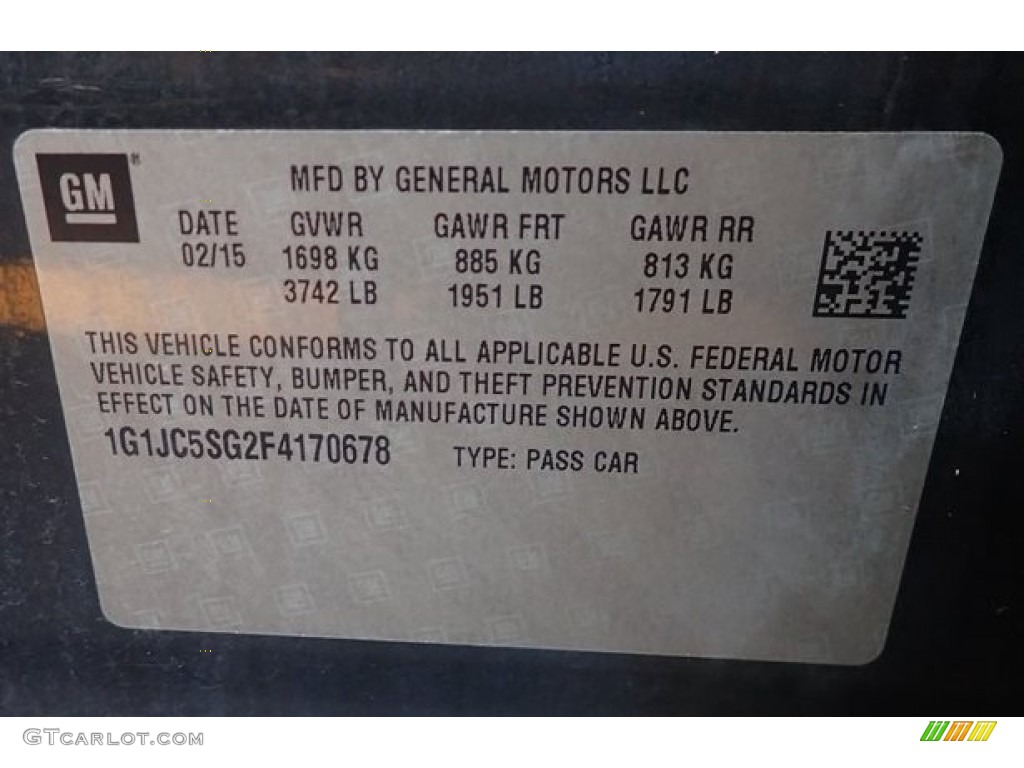 GM®
MFD BY GENERAL MOTORS LLC
DATE GVWR GAWR FRT GAWR RR
02/15 1698 KG 885 KG 813 KG
3742 LB 1951 LB 1791 LB
THIS VEHICLE CONFORMS TO ALL APPLICABLE U.S. FEDERAL MOTOR
VEHICLE SAFETY, BUMPER, AND THEFT PREVENTION STANDARDS IN
EFFECT ON THE DATE OF MANUFACTURE SHOWN ABOVE.
1G1JC5SG2F4170678 TYPE: PASS CAR
GTCARLOT.COM